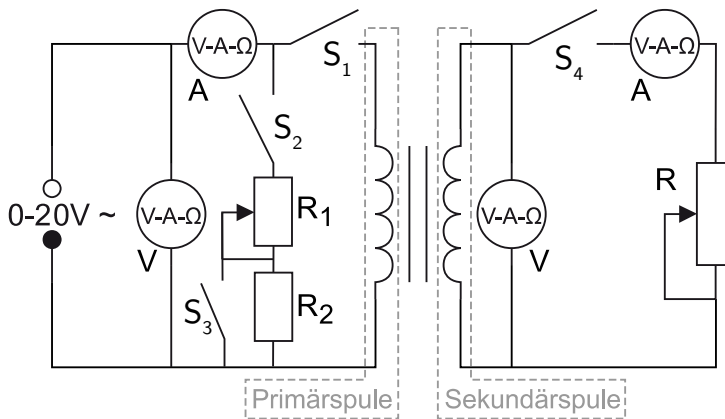 V-A-Ω
A
S₁
S₂
0-20V ~
V-A-Ω
V
R₁
S₃
R₂
Primärspule
S₄
V-A-Ω
A
V-A-Ω
V
R
Sekundärspule